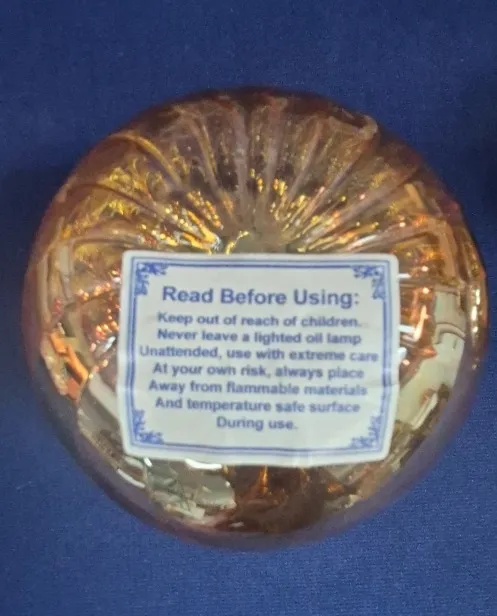 Read Before Using:
Keep out of reach of children.
Never leave a lighted oil lamp
Unattended, use with extreme care
At your own risk, always place
Away from flammable materials
And temperature safe surface
During use.